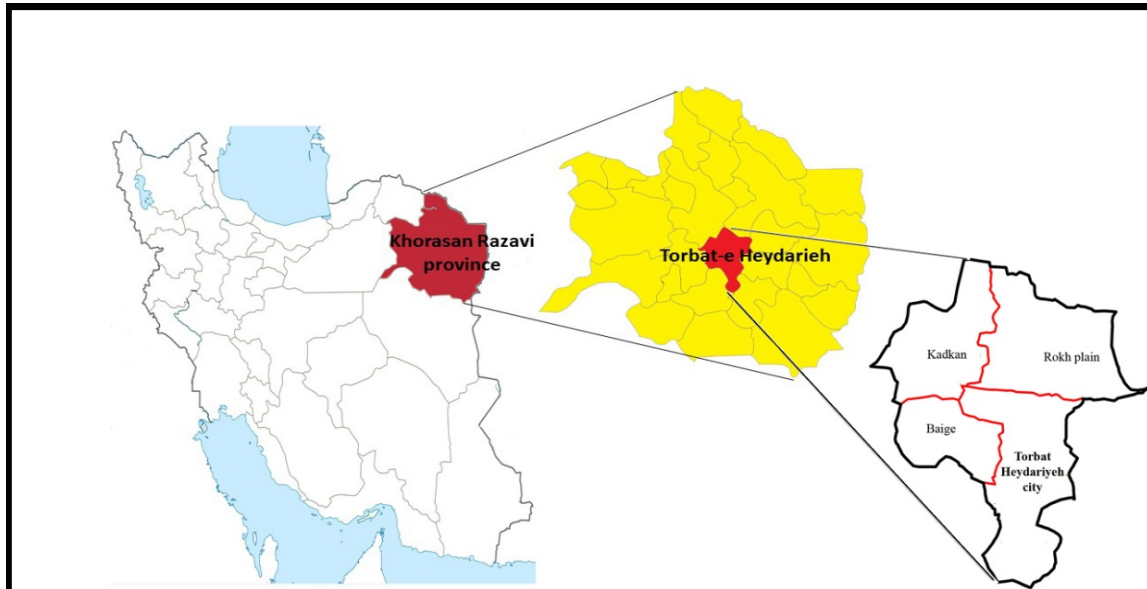 Khorasan Razavi
province
Torbat-e Heydarieh
Kadkan
Rokh plain
Baige
Torbat
Heydariyeh
city